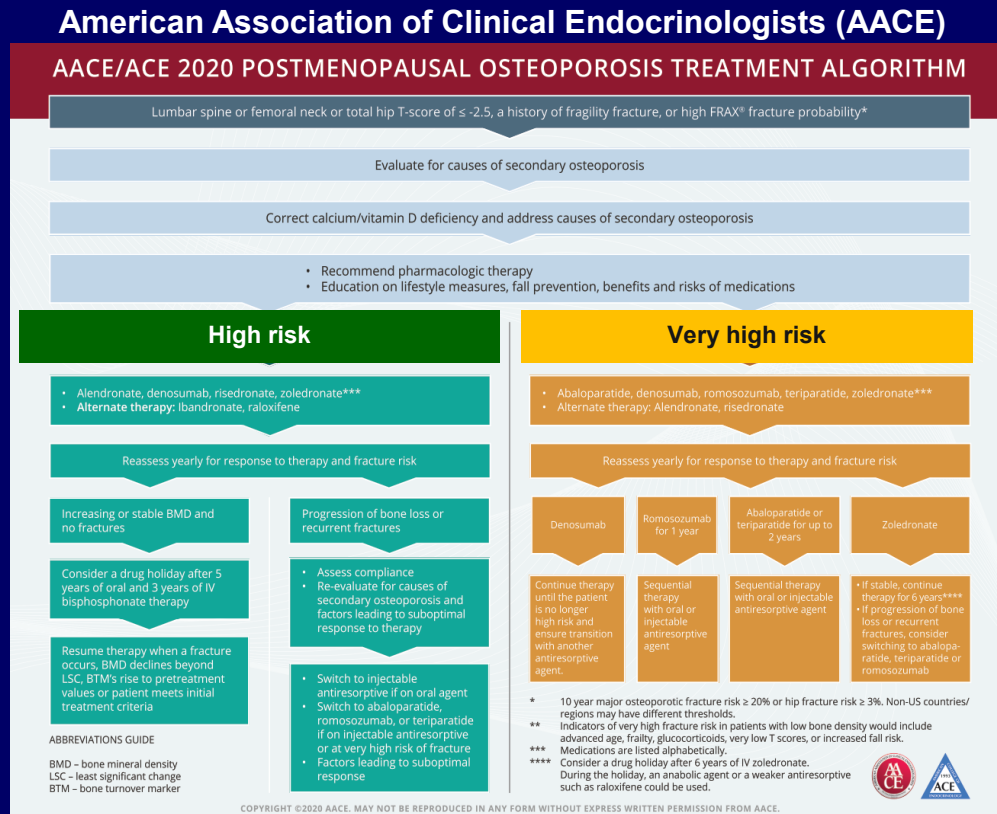 American Association of Clinical Endocrinologists (AACE)
AACE/ACE 2020 POSTMENOPAUSAL OSTEOPOROSIS TREATMENT ALGORITHM
Lumbar spine or femoral neck or total hip T-score of ≤ -2.5, a history of fragility fracture, or high FRAX® fracture probability*
Evaluate for causes of secondary osteoporosis
Correct calcium/vitamin D deficiency and address causes of secondary osteoporosis
• Recommend pharmacologic therapy
• Education on lifestyle measures, fall prevention, benefits and risks of medications
High risk
• Alendronate, denosumab, risedronate, zoledronate***
• Alternate therapy: Ibandronate, raloxifene
Reassess yearly for response to therapy and fracture risk
Increasing or stable BMD and
no fractures
Consider a drug holiday after 5
years of oral and 3 years of IV
bisphosphonate therapy
Resume therapy when a fracture
occurs, BMD declines beyond
LSC, BTM's rise to pretreatment
values or patient meets initial
treatment criteria
Progression of bone loss or
recurrent fractures
• Assess compliance
• Re-evaluate for causes of
secondary osteoporosis and
factors leading to suboptimal
response to therapy
• Switch to injectable
antiresorptive if on oral agent
• Switch to abaloparatide,
romosozumab, or teriparatide
if on injectable antiresorptive
or at very high risk of fracture
• Factors leading to suboptimal
response
ABBREVIATIONS GUIDE
BMD – bone mineral density
LSC – least significant change
BTM – bone turnover marker
Very high risk
• Abaloparatide, denosumab, romosozumab, teriparatide, zoledronate***
• Alternate therapy: Alendronate, risedronate
Reassess yearly for response to therapy and fracture risk
Denosumab
Continue therapy
until the patient
is no longer
high risk and
ensure transition
with another
antiresorptive
agent.
Romosozumab
for 1 year
Sequential
therapy
with oral or
injectable
antiresorptive
agent
Abaloparatide or
teriparatide for up to
2 years
Sequential therapy
with oral or injectable
antiresorptive agent
Zoledronate
• If stable, continue
therapy for 6 years****
• If progression of bone
loss or recurrent
fractures, consider
switching to abalopa-
ratide, teriparatide or
romosozumab
* 10 year major osteoporotic fracture risk ≥ 20% or hip fracture risk ≥ 3%. Non-US countries/
regions may have different thresholds.
** Indicators of very high fracture risk in patients with low bone density would include
advanced age, frailty, glucocorticoids, very low T scores, or increased fall risk.
*** Medications are listed alphabetically.
**** Consider a drug holiday after 6 years of IV zoledronate.
During the holiday, an anabolic agent or a weaker antiresorptive
such as raloxifene could be used.
AACE
ACE
COPYRIGHT ©2020 AACE. MAY NOT BE REPRODUCED IN ANY FORM WITHOUT EXPRESS WRITTEN PERMISSION FROM AACE.